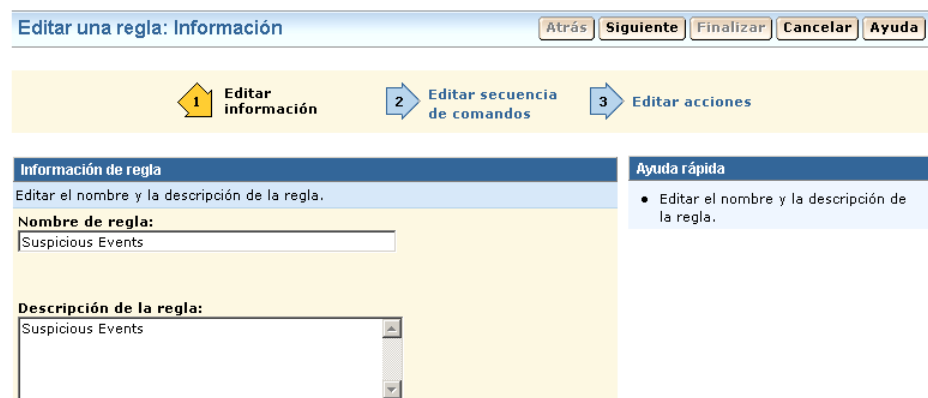 Editar una regla: Información
Atrás Siguiente Finalizar Cancelar Ayuda
1 Editar
información
2 Editar secuencia
de comandos
3 Editar acciones
Información de regla
Editar el nombre y la descripción de la regla.
Nombre de regla:
Suspicious Events
Descripción de la regla:
Suspicious Events
Ayuda rápida
• Editar el nombre y la descripción de
la regla.